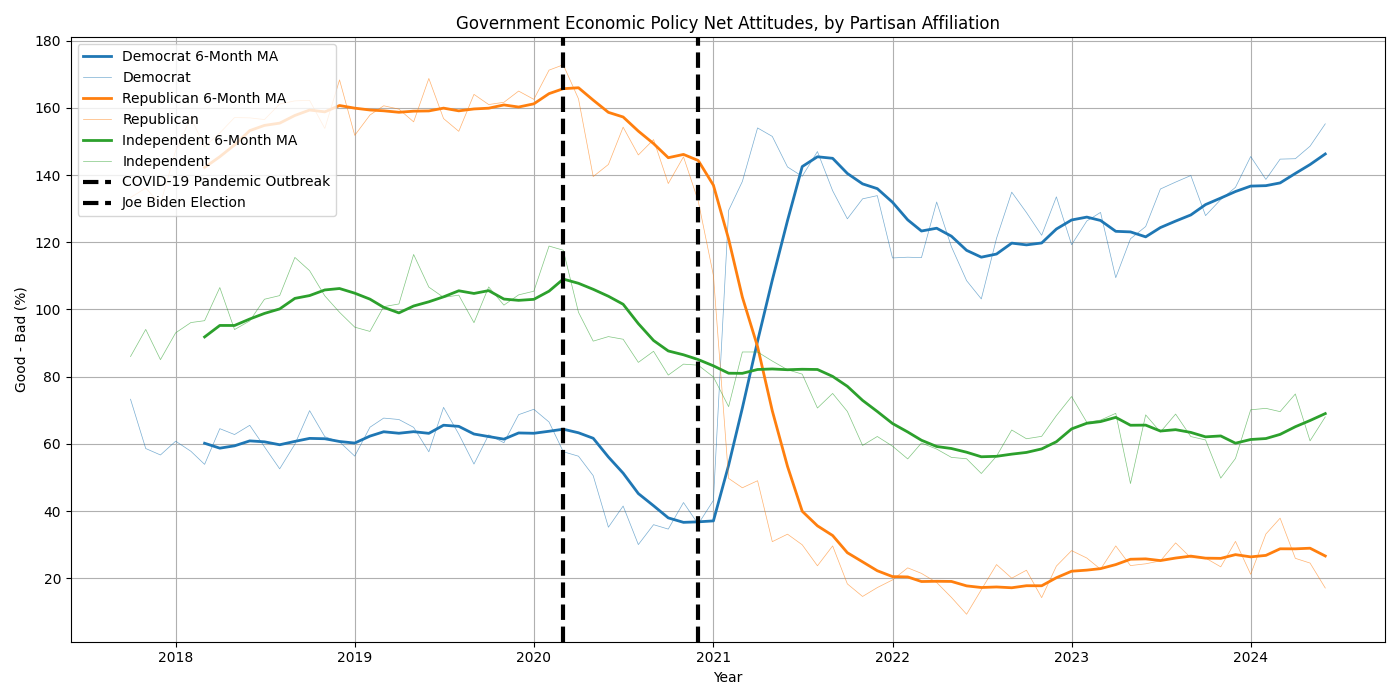 Government Economic Policy Net Attitudes, by Partisan Affiliation
Good - Bad (%)
180
160
140
120
100
80
60
40
20
Democrat 6-Month MA
Democrat
Republican 6-Month MA
Republican
Independent 6-Month MA
Independent
COVID-19 Pandemic Outbreak
Joe Biden Election
2018
2019
2020
2021
2022
2023
2024
Year